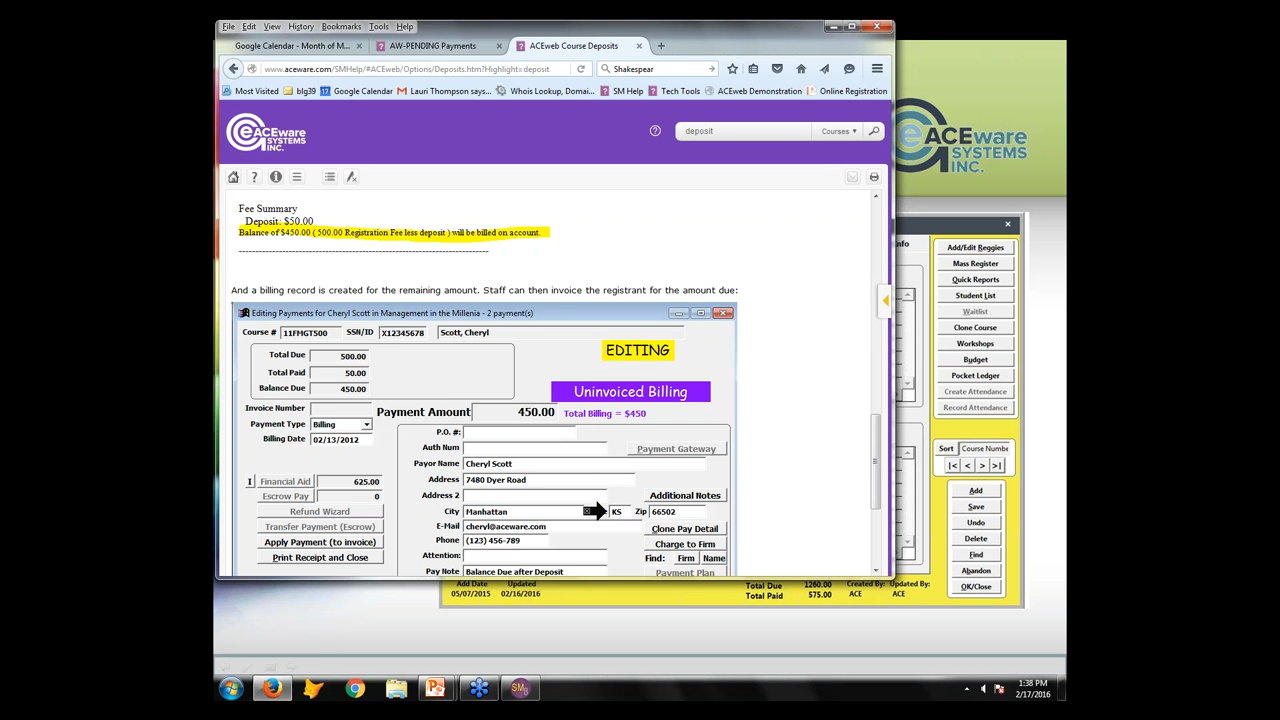 File Edit View History Bookmarks Tools Help
Google Calendar - Month of M...
AW-PENDING Payments
ACEweb Course Deposits
www.aceware.com/SMHelp/#ACEweb/Options/Deposits.htm?Highlight=deposit
Shakespear
Most Visited blg39 Google Calendar Lauri Thompson says... Whois Lookup, Domai... SM Help Tech Tools ACEweb Demonstration Online Registration
ACEware SYSTEMS INC.
deposit Courses
ACEware SYSTEMS INC.
Fee Summary
Deposit: $50.00
Balance of $450.00 ( 500.00 Registration Fee less deposit ) will be billed on account.
And a billing record is created for the remaining amount. Staff can then invoice the registrant for the amount due:
Editing Payments for Cheryl Scott in Management in the Millenia - 2 payment(s)
Course # 11FMGT500 SSN/ID X12345678 Scott, Cheryl
Total Due 500.00
Total Paid 50.00
Balance Due 450.00
EDITING
Uninvoiced Billing
Invoice Number
Payment Amount 450.00 Total Billing = $450
Payment Type Billing
Billing Date 02/13/2012
P.O. #:
Auth Num
Payment Gateway
Payor Name Cheryl Scott
Address 7480 Dyer Road
Address 2
Additional Notes
City Manhattan KS Zip 66502
E-Mail cheryl@aceware.com
Clone Pay Detail
Phone (123) 456-789
Charge to Firm
Attention:
Find: Firm Name
Pay Note Balance Due after Deposit
Payment Plan
I Financial Aid 625.00
Escrow Pay 0
Refund Wizard
Transfer Payment (Escrow)
Apply Payment (to invoice)
Print Receipt and Close
nfo
Add/Edit Reggies
Mass Register
Quick Reports
Student List
Waitlist
Clone Course
Workshops
Budget
Pocket Ledger
Create Attendance
Record Attendance
Sort Course Numbe
|< < > >|
Add
Save
Undo
Delete
Find
Abandon
OK/Close
Add Date Updated
05/07/2015 02/16/2016
Total Due 1260.00
Total Paid 575.00
Created By: Updated By:
ACE ACE
SM8
1:38 PM
2/17/2016